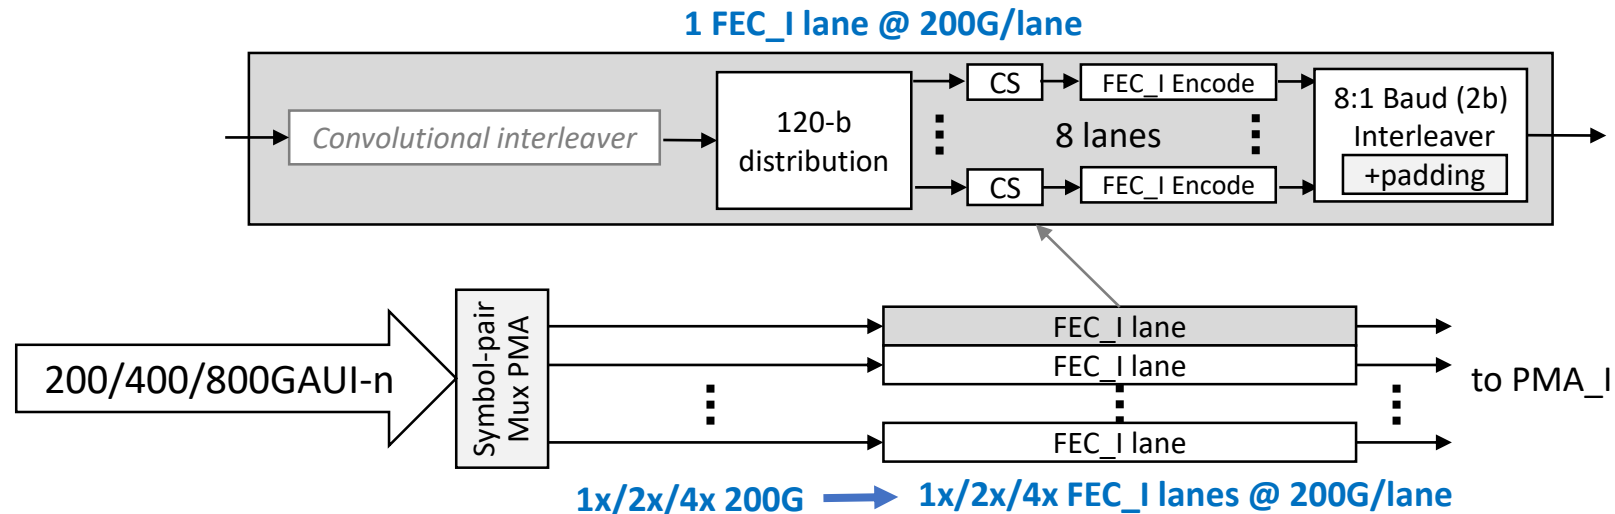 1 FEC_I lane @ 200G/lane
Convolutional interleaver
120-b
distribution
CS
FEC_I Encode
8 lanes
CS
FEC_I Encode
8:1 Baud (2b)
Interleaver
+padding
200/400/800GAUI-n
Symbol-pair
Mux PMA
FEC_I lane
FEC_I lane
FEC_I lane
to PMA_I
1x/2x/4x 200G
1x/2x/4x FEC_I lanes @ 200G/lane